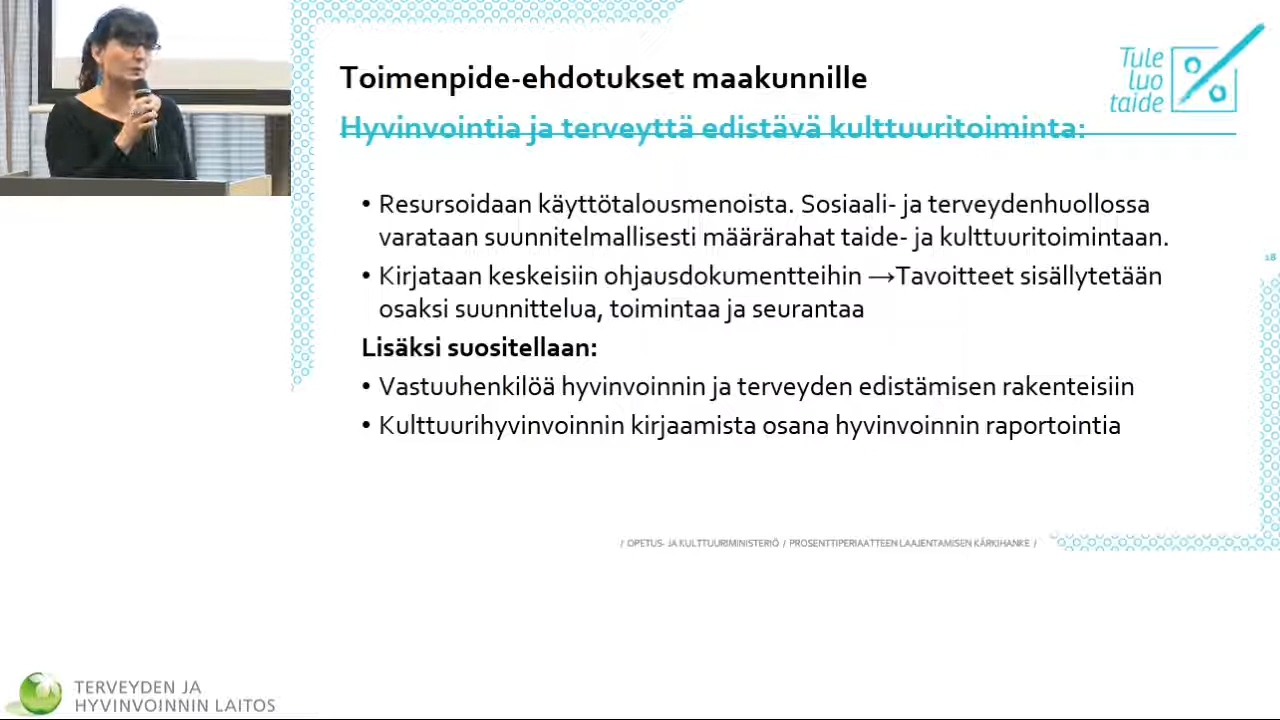 Toimenpide-ehdotukset maakunnille
Hyvinvointia ja terveyttä edistävä kulttuuritoiminta:
Tule
luo
taide
%
• Resursoidaan käyttötalousmenoista. Sosiaali- ja terveydenhuollossa
varataan suunnitelmallisesti määrärahat taide- ja kulttuuritoimintaan.
• Kirjataan keskeisiin ohjausdokumentteihin →Tavoitteet sisällytetään
osaksi suunnittelua, toimintaa ja seurantaa
Lisäksi suositellaan:
• Vastuuhenkilöä hyvinvoinnin ja terveyden edistämisen rakenteisiin
• Kulttuurihyvinvoinnin kirjaamista osana hyvinvoinnin raportointia
18
/ OPETUS- JA KULTTUURIMINISTERIÖ / PROSENTTIPERIAATTEEN LAAJENTAMISEN KÄRKIHANKE /
TERVEYDEN JA
HYVINVOINNIN LAITOS